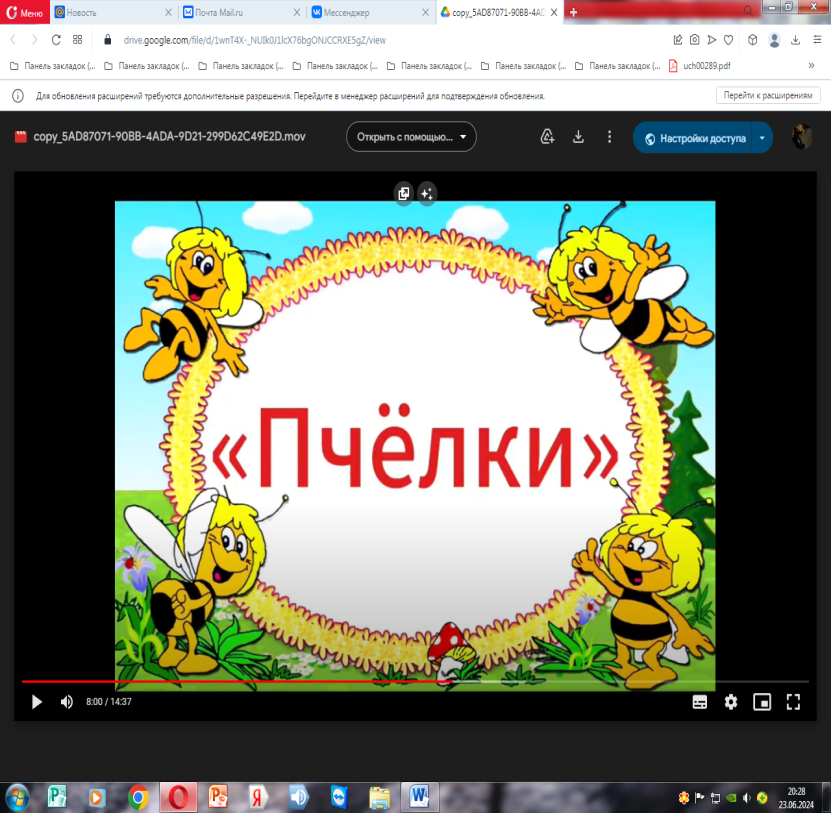 Меню
Новость
Почта Mail.ru
Мессенджер
copy_5AD87071-90BB-4AD
drive.google.com/file/d/1wnT4X-_NUlk0J1lcX76bgONJCCRXE5gZ/view
Панель закладок (... Панель закладок (... Панель закладок (... Панель закладок (... Панель закладок (... Панель закладок (... Панель закладок (... uch00289.pdf
Для обновления расширений требуются дополнительные разрешения. Перейдите в менеджер расширений для подтверждения обновления.
Перейти к расширениям
copy_5AD87071-90BB-4ADA-9D21-299D62C49E2D.mov
Открыть с помощью...
Настройки доступа
«Пчёлки»
8:00 / 14:37
20:28
23.06.2024